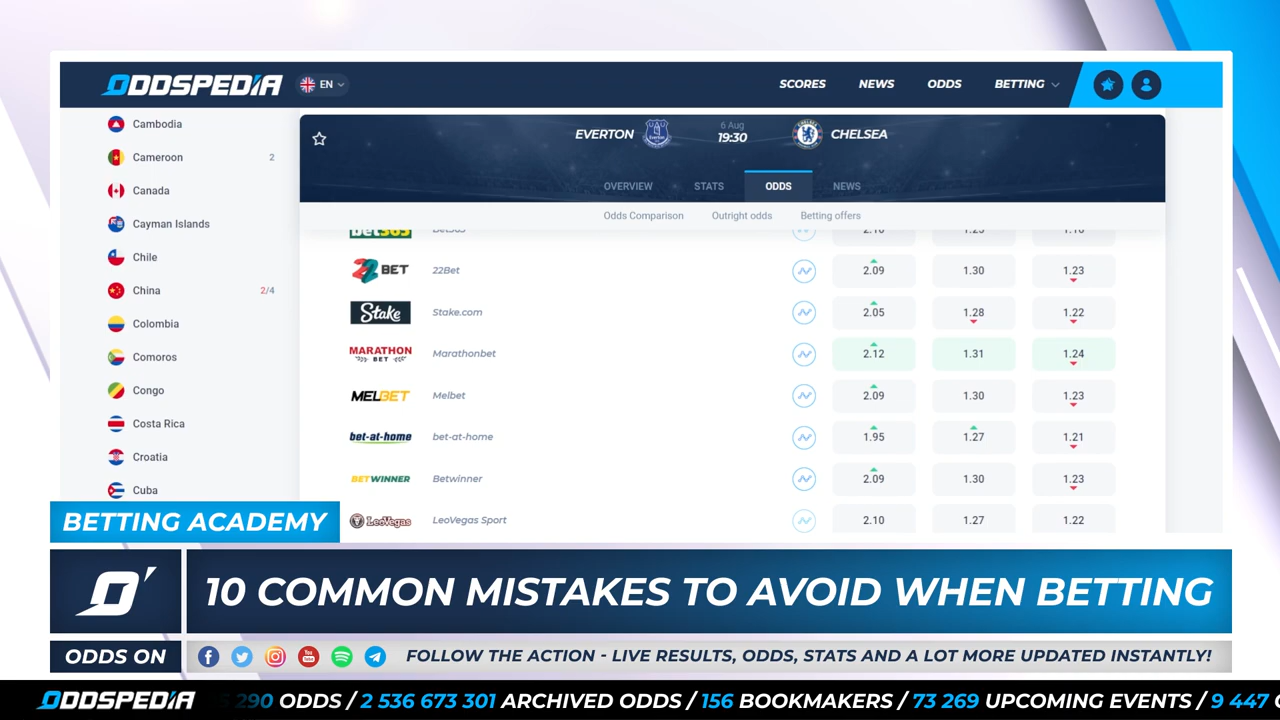 ODDSPEDIA
EN
SCORES
NEWS
ODDS
BETTING
Cambodia
Cameroon 2
Canada
Cayman Islands
Chile
China 2/4
Colombia
Comoros
Congo
Costa Rica
Croatia
Cuba
EVERTON
6 Aug
19:30
CHELSEA
OVERVIEW
STATS
ODDS
NEWS
Odds Comparison
Outright odds
Betting offers
bet365
22 BET 22Bet 2.09 1.30 1.23
Stake Stake.com 2.05 1.28 1.22
MARATHON BET Marathonbet 2.12 1.31 1.24
MELBET Melbet 2.09 1.30 1.23
bet-at-home bet-at-home 1.95 1.27 1.21
BETWINNER Betwinner 2.09 1.30 1.23
LeoVegas LeoVegas Sport 2.10 1.27 1.22
BETTING ACADEMY
10 COMMON MISTAKES TO AVOID WHEN BETTING
ODDS ON
You Tube
FOLLOW THE ACTION - LIVE RESULTS, ODDS, STATS AND A LOT MORE UPDATED INSTANTLY!
ODDSPEDIA 290 ODDS / 2 536 673 301 ARCHIVED ODDS / 156 BOOKMAKERS / 73 269 UPCOMING EVENTS / 9 447